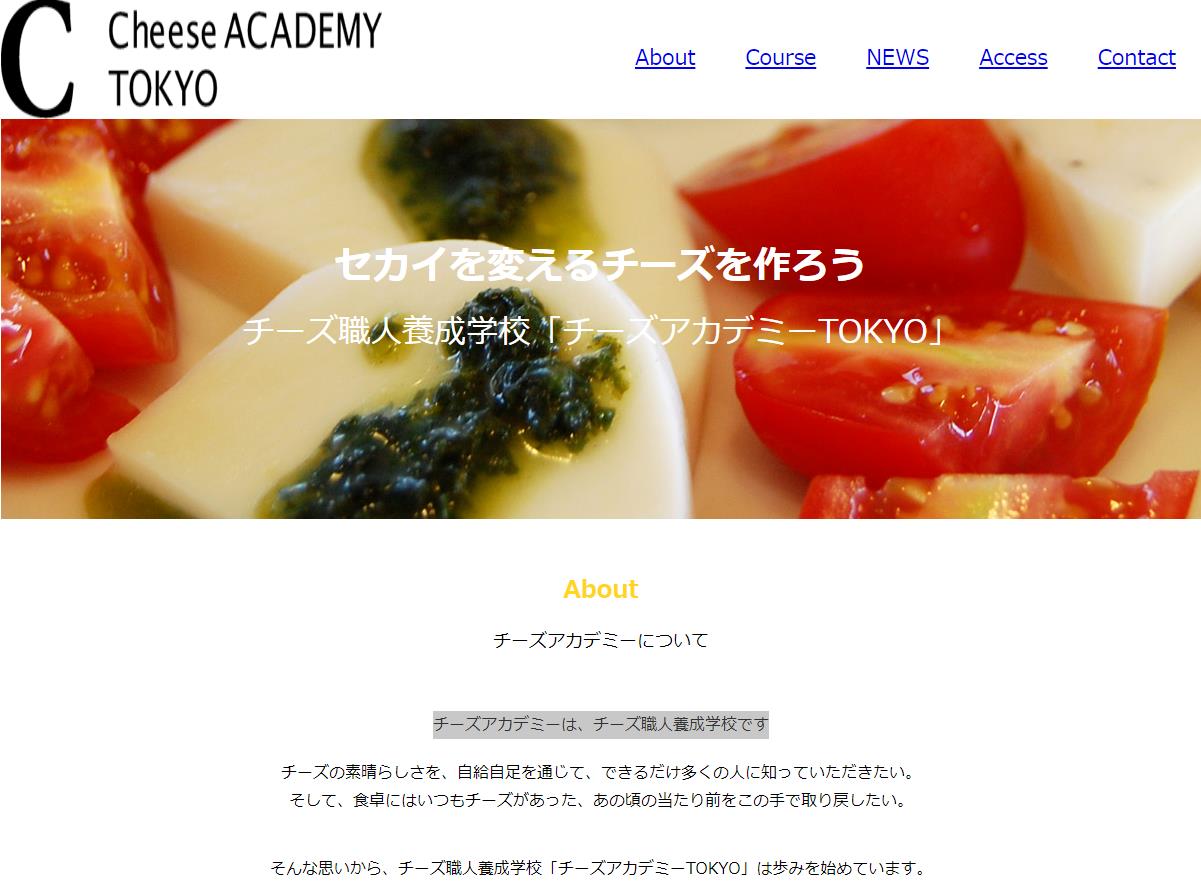 C
Cheese ACADEMY
TOKYO
About
Course
NEWS
Access
Contact
セカイを変えるチーズを作ろう
チーズ職人養成学校「チーズアカデミーTOKYO」
About
チーズアカデミーについて
チーズアカデミーは、チーズ職人養成学校です
チーズの素晴らしさを、自給自足を通じて、できるだけ多くの人に知っていただきたい。
そして、食卓にはいつもチーズがあった、あの頃の当たり前をこの手で取り戻したい。
そんな思いから、チーズ職人養成学校「チーズアカデミーTOKYO」は歩みを始めています。